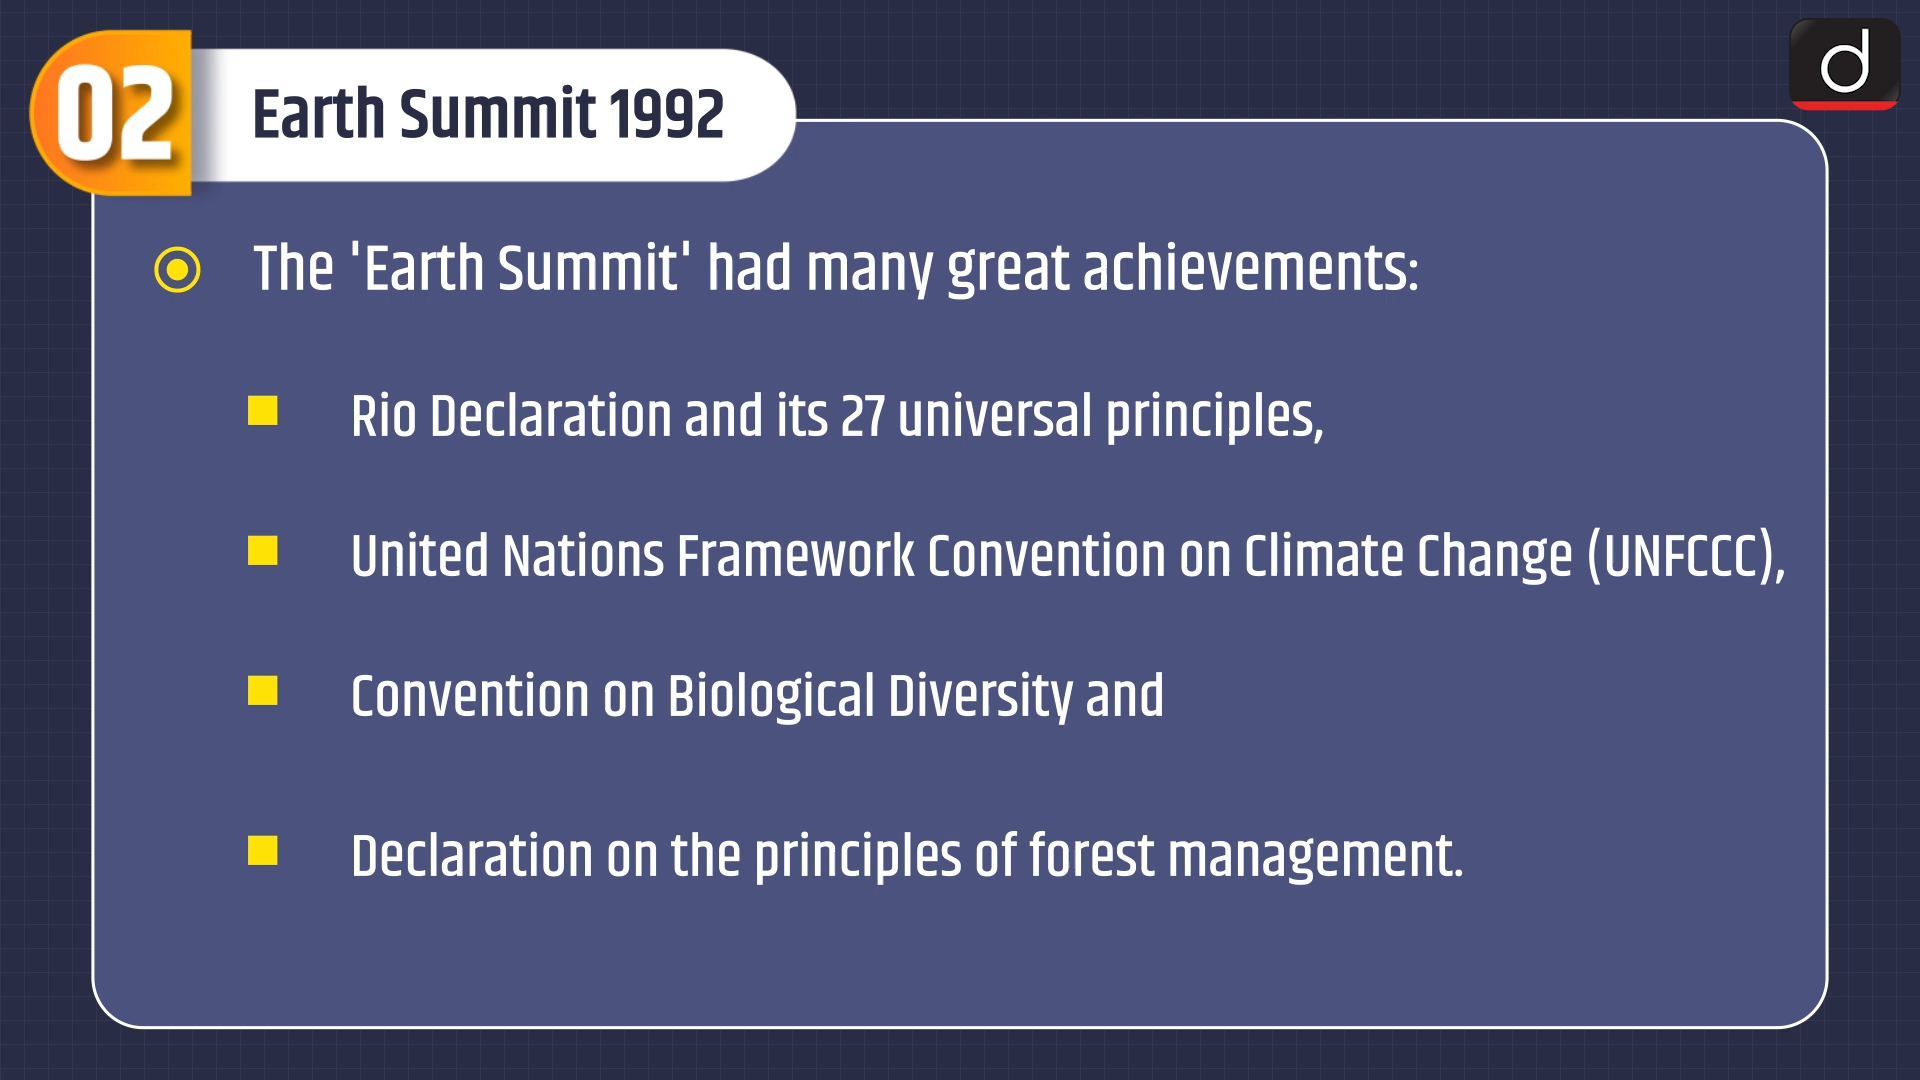 02
Earth Summit 1992
d
The 'Earth Summit' had many great achievements:
Rio Declaration and its 27 universal principles,
United Nations Framework Convention on Climate Change (UNFCCC),
Convention on Biological Diversity and
Declaration on the principles of forest management.